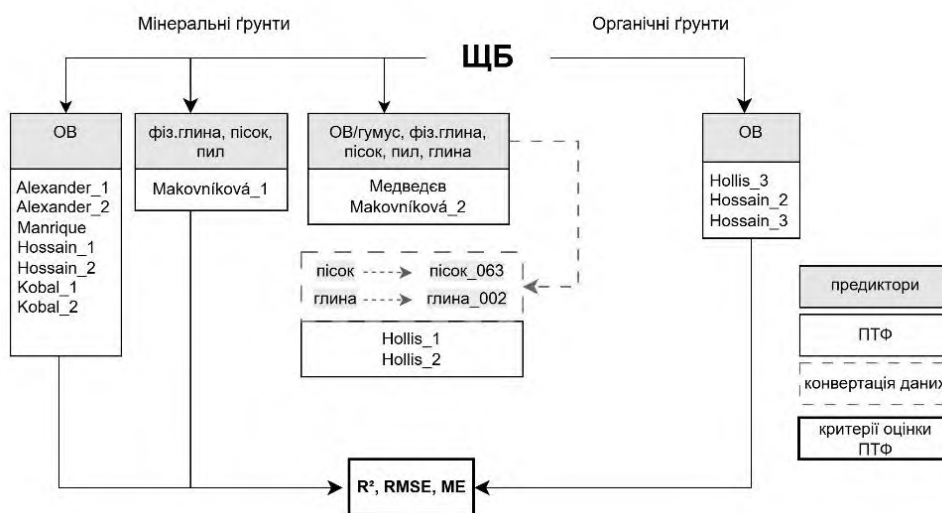 Мінеральні ґрунти
Органічні ґрунти
ЩБ
ОВ
Alexander_1
Alexander_2
Manrique
Hossain_1
Hossain_2
Kobal_1
Kobal_2
фіз.глина, пісок,
пил
Makovníková_1
ОВ/гумус, фіз.глина,
пісок, пил, глина
Медведєв
Makovníková_2
пісок
пісок_063
глина
глина_002
Hollis_1
Hollis_2
ОВ
Hollis_3
Hossain_2
Hossain_3
предиктори
ПТФ
конвертація даних
критерії оцінки
ПТФ
R², RMSE, ME